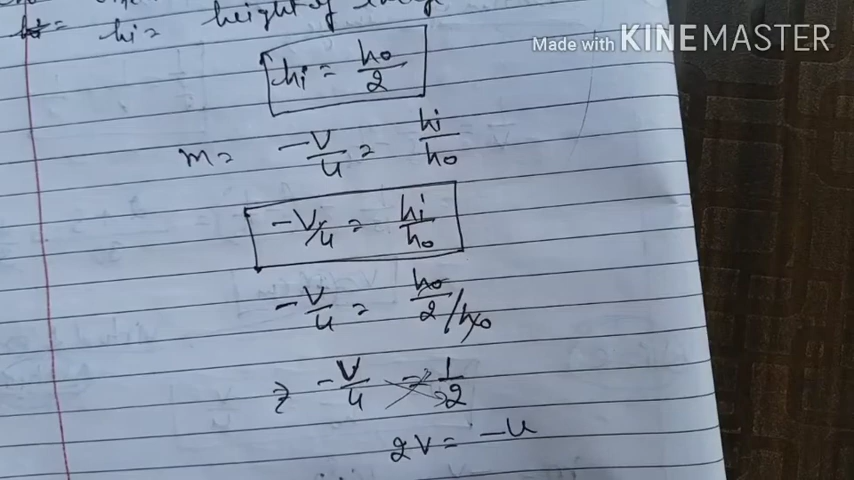 Made with KINEMASTER
hi = height of image
hi = ho/2
m = -V/u = hi/ho
-V/u = hi/ho
-V/u = ho/2/ho
⇒ -V/u = 1/2
2V = -u